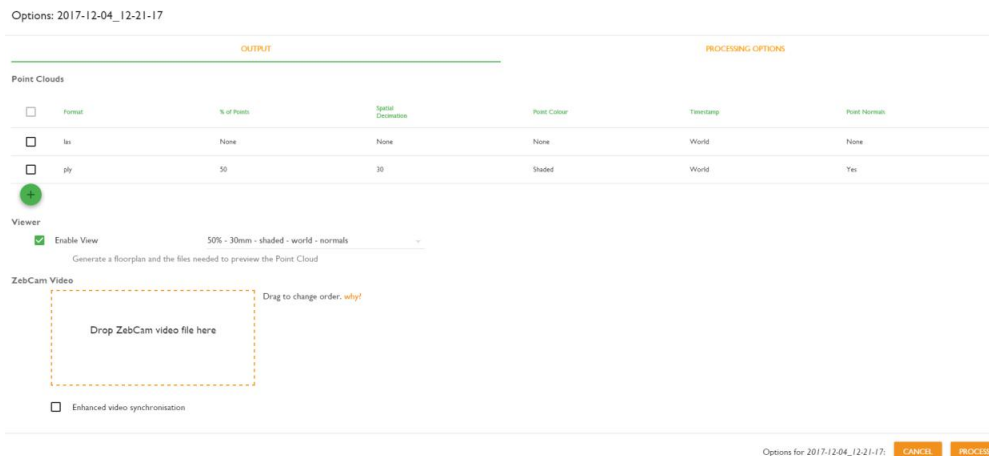 Options: 2017-12-04_12-21-17
OUTPUT PROCESSING OPTIONS
Point Clouds
Format % of Points Spatial Decimation Point Colour Timestamp Point Normals
las None None None World None
ply 50 30 Shaded World Yes
+
Viewer
Enable View 50% - 30mm - shaded - world - normals
Generate a floorplan and the files needed to preview the Point Cloud
ZebCam Video
Drag to change order. why?
Drop ZebCam video file here
Enhanced video synchronisation
Options for 2017-12-04_12-21-17: CANCEL PROCESS